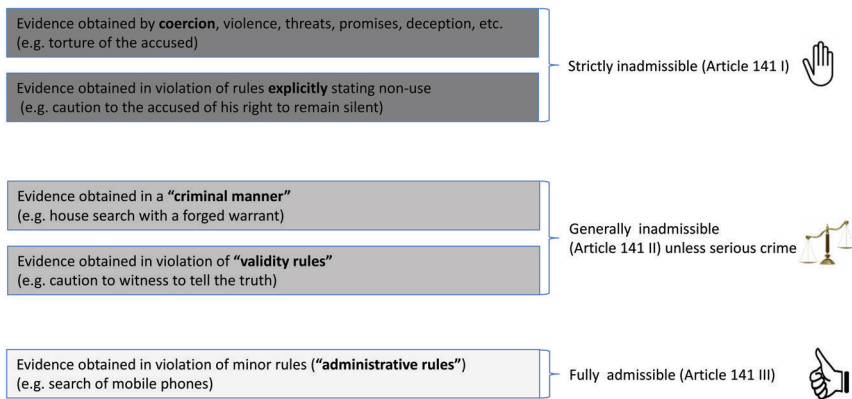 Evidence obtained by coercion, violence, threats, promises, deception, etc.
(e.g. torture of the accused)
Strictly inadmissible (Article 141 I)
Evidence obtained in violation of rules explicitly stating non-use
(e.g. caution to the accused of his right to remain silent)
Evidence obtained in a “criminal manner”
(e.g. house search with a forged warrant)
Generally inadmissible
(Article 141 II) unless serious crime
Evidence obtained in violation of “validity rules”
(e.g. caution to witness to tell the truth)
Evidence obtained in violation of minor rules (“administrative rules”)
(e.g. search of mobile phones)
Fully admissible (Article 141 III)